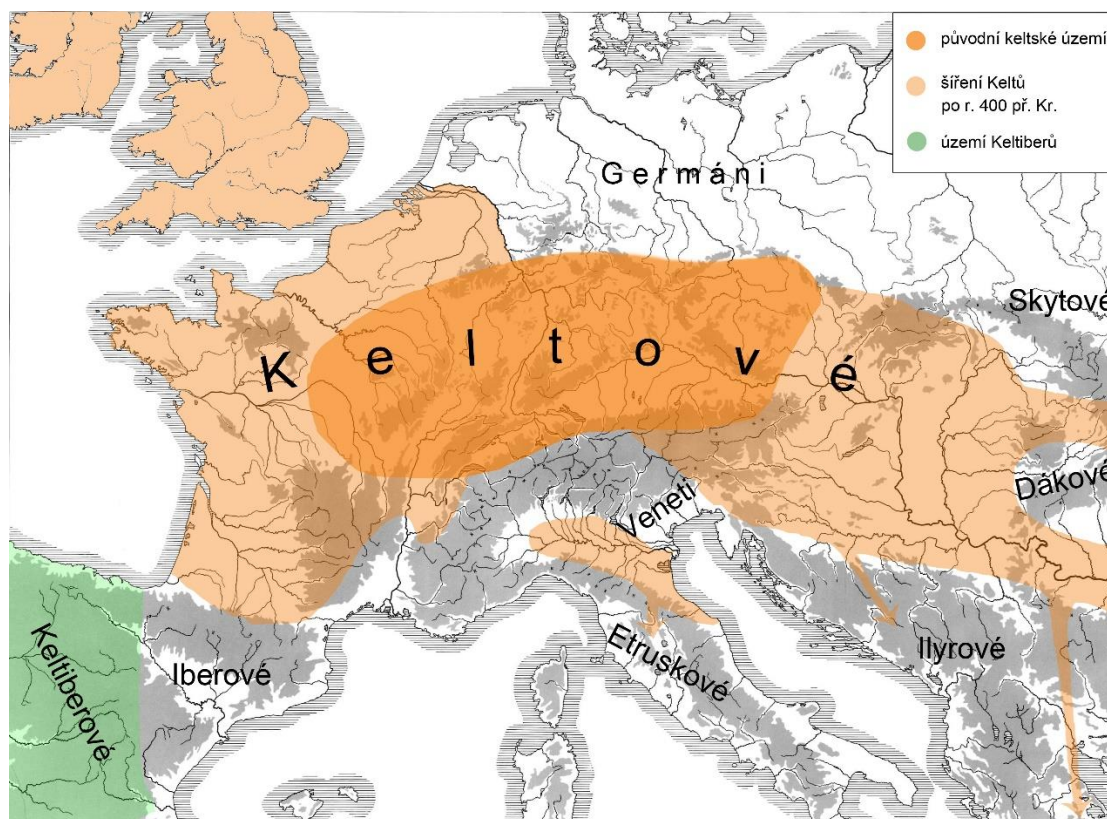 původní keltské území
šíření Keltů
po r. 400 př. Kr.
území Keltiberů
Germáni
Skytové
Keltové
Dákové
Veneti
Etruskové
Ilyrové
Iberové
Keltiberové